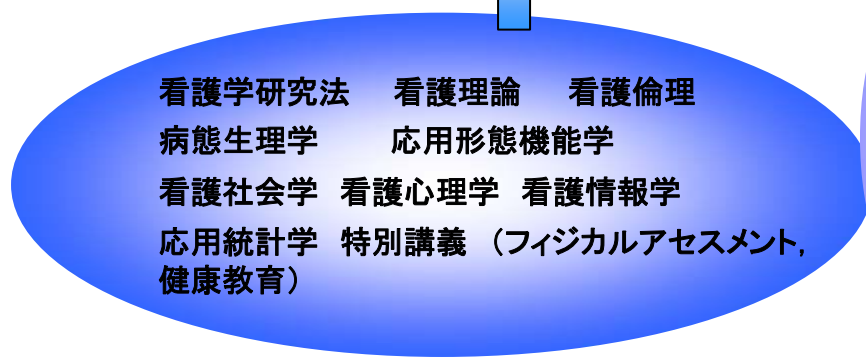 看護学研究法 看護理論 看護倫理
病態生理学 応用形態機能学
看護社会学 看護心理学 看護情報学
応用統計学 特別講義 (フィジカルアセスメント,
健康教育)